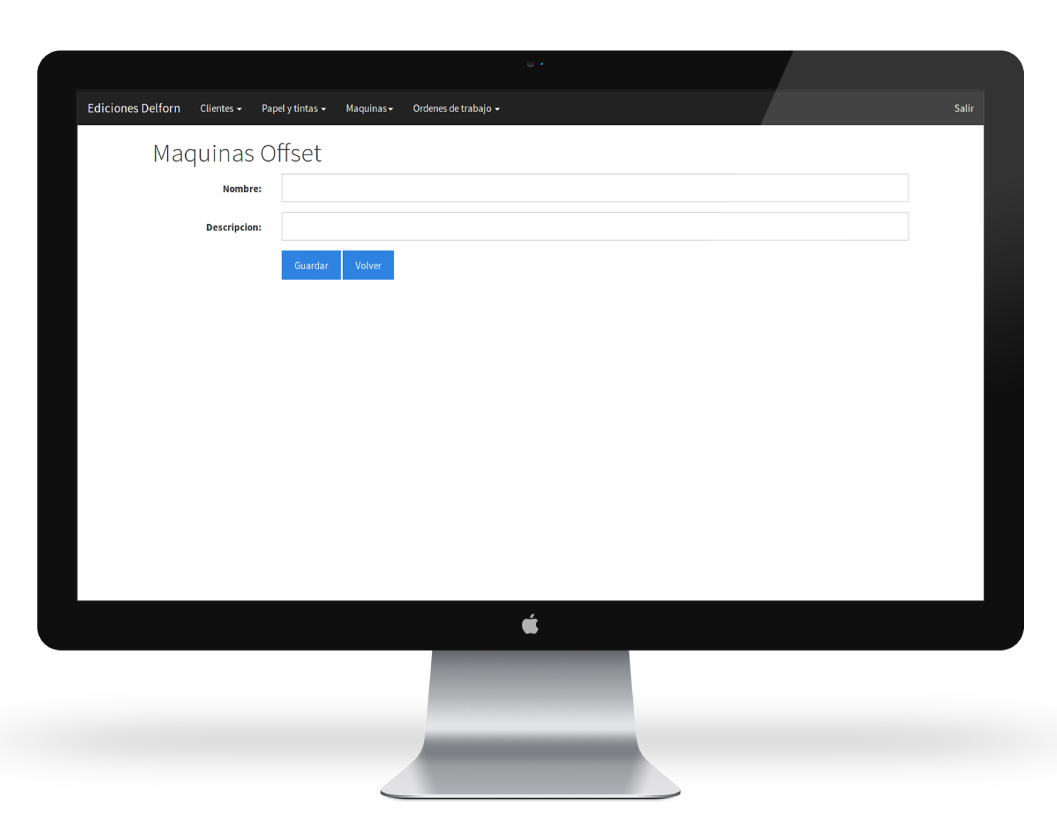 Ediciones Delforn Clientes Papel y tintas Maquinas Ordenes de trabajo Salir
Maquinas Offset
Nombre:
Descripcion:
Guardar Volver